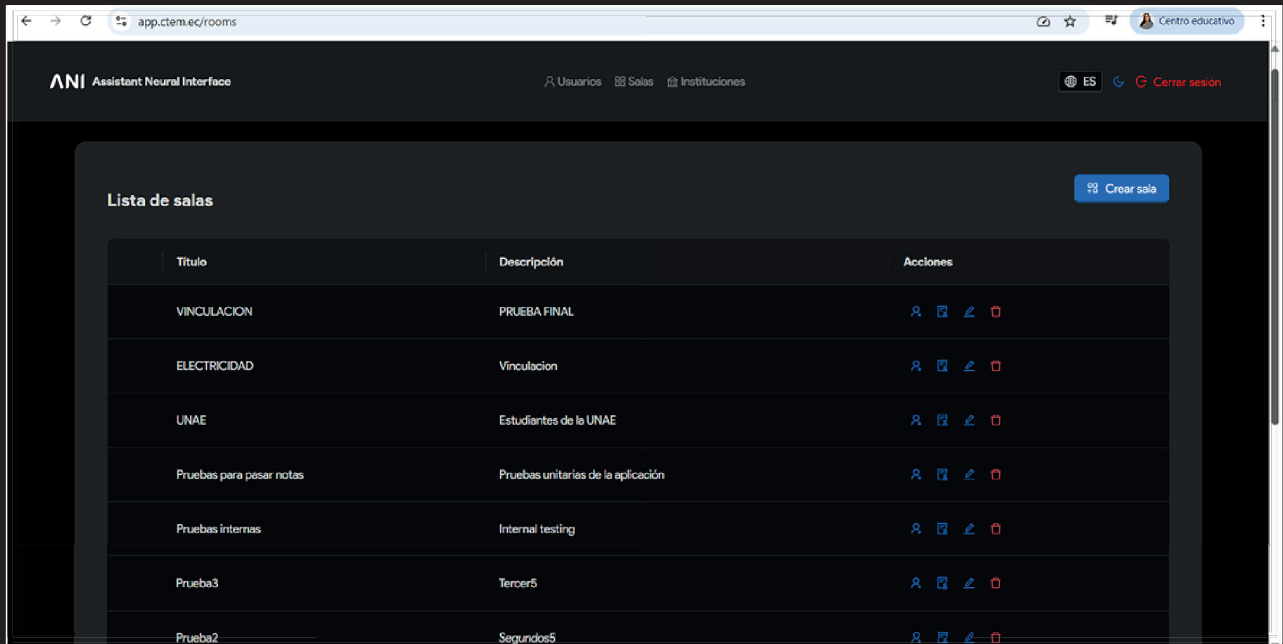 app.ctem.ec/rooms
Centro educativo
ANI Assistant Neural Interface
Usuarios Salas Instituciones
ES Cerrar sesión
Lista de salas
Crear sala
Título Descripción Acciones
VINCULACION PRUEBA FINAL
ELECTRICIDAD Vinculacion
UNAE Estudiantes de la UNAE
Pruebas para pasar notas Pruebas unitarias de la aplicación
Pruebas internas Internal testing
Prueba3 Tercer5
Prueba2 Segundos5